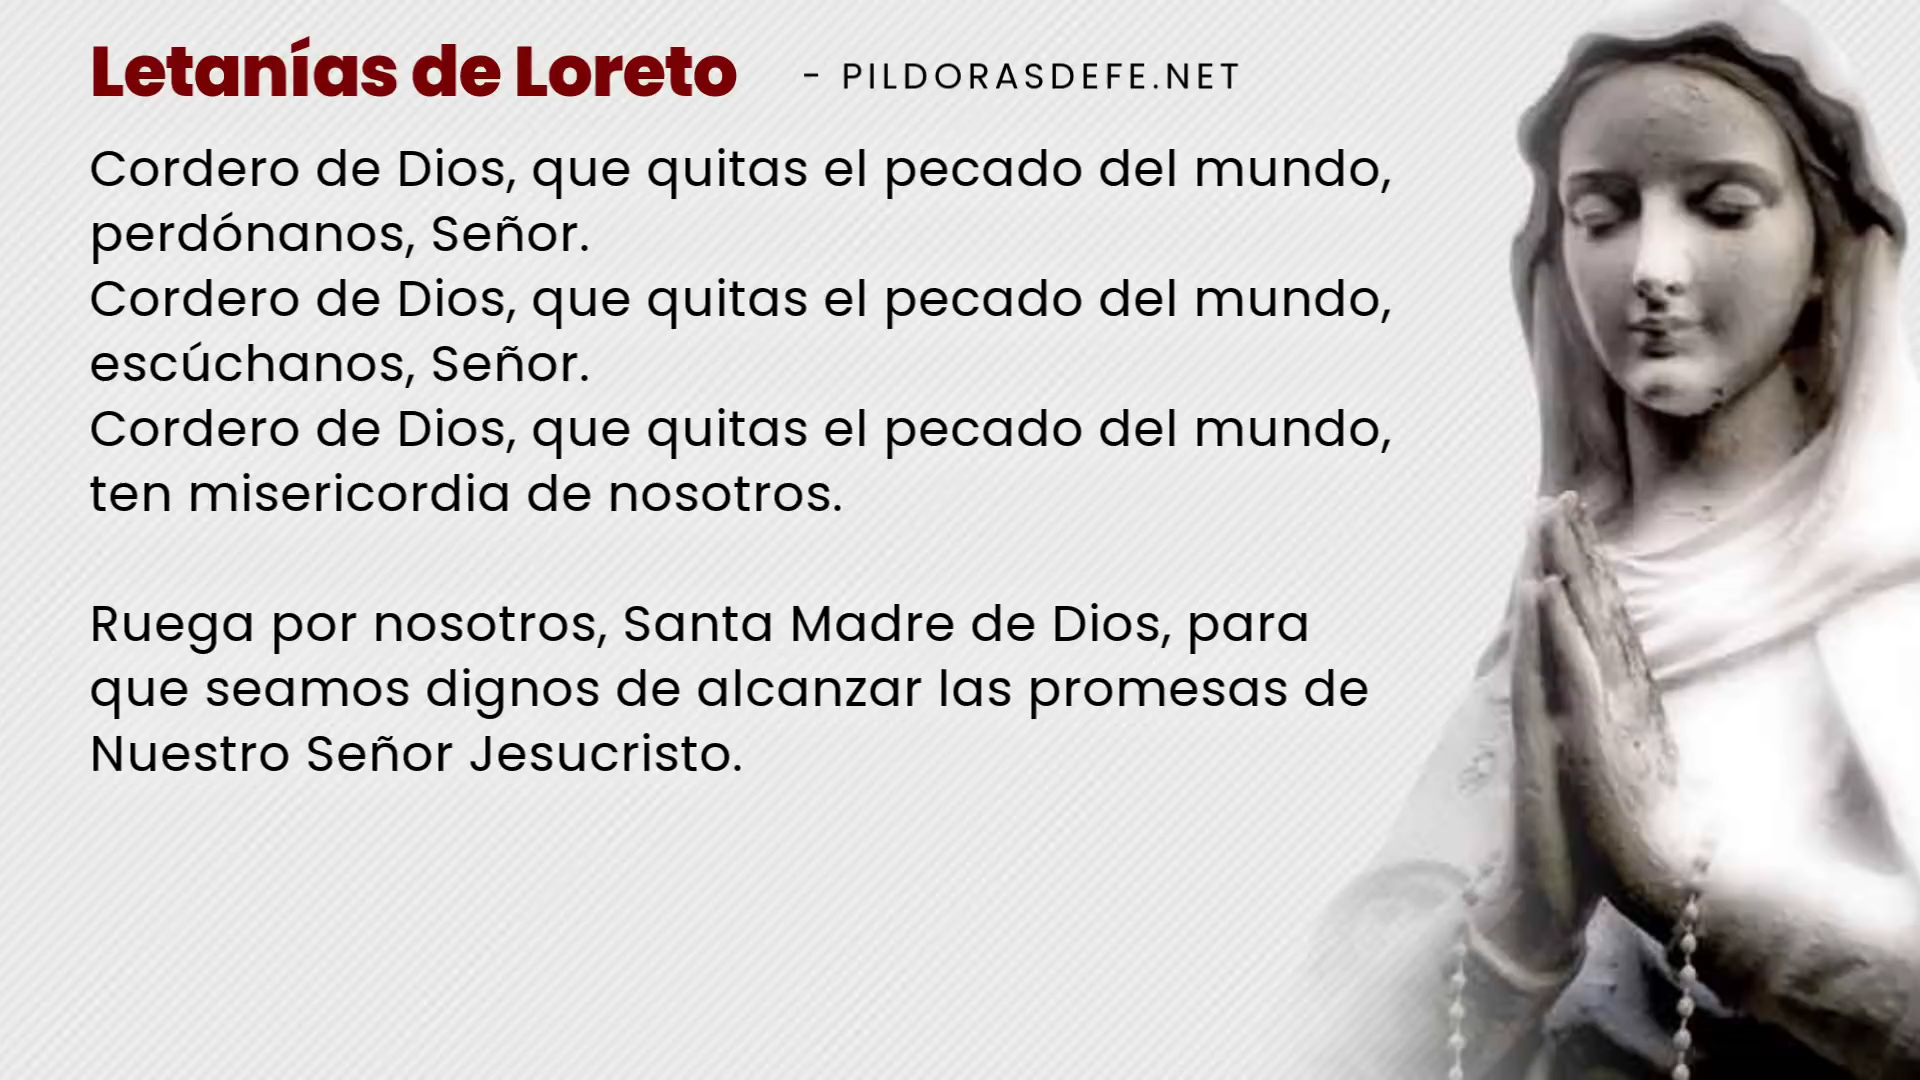 Letanías de Loreto - PILDORASDEFE.NET
Cordero de Dios, que quitas el pecado del mundo,
perdónanos, Señor.
Cordero de Dios, que quitas el pecado del mundo,
escúchanos, Señor.
Cordero de Dios, que quitas el pecado del mundo,
ten misericordia de nosotros.
Ruega por nosotros, Santa Madre de Dios, para
que seamos dignos de alcanzar las promesas de
Nuestro Señor Jesucristo.